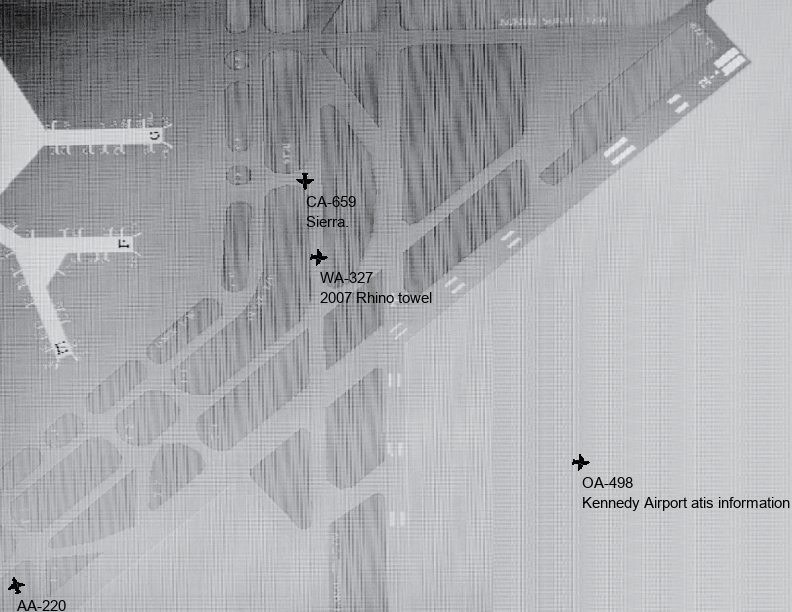 G
F
CA-659
Sierra.
WA-327
2007 Rhino towel
OA-498
Kennedy Airport atis information
AA-220